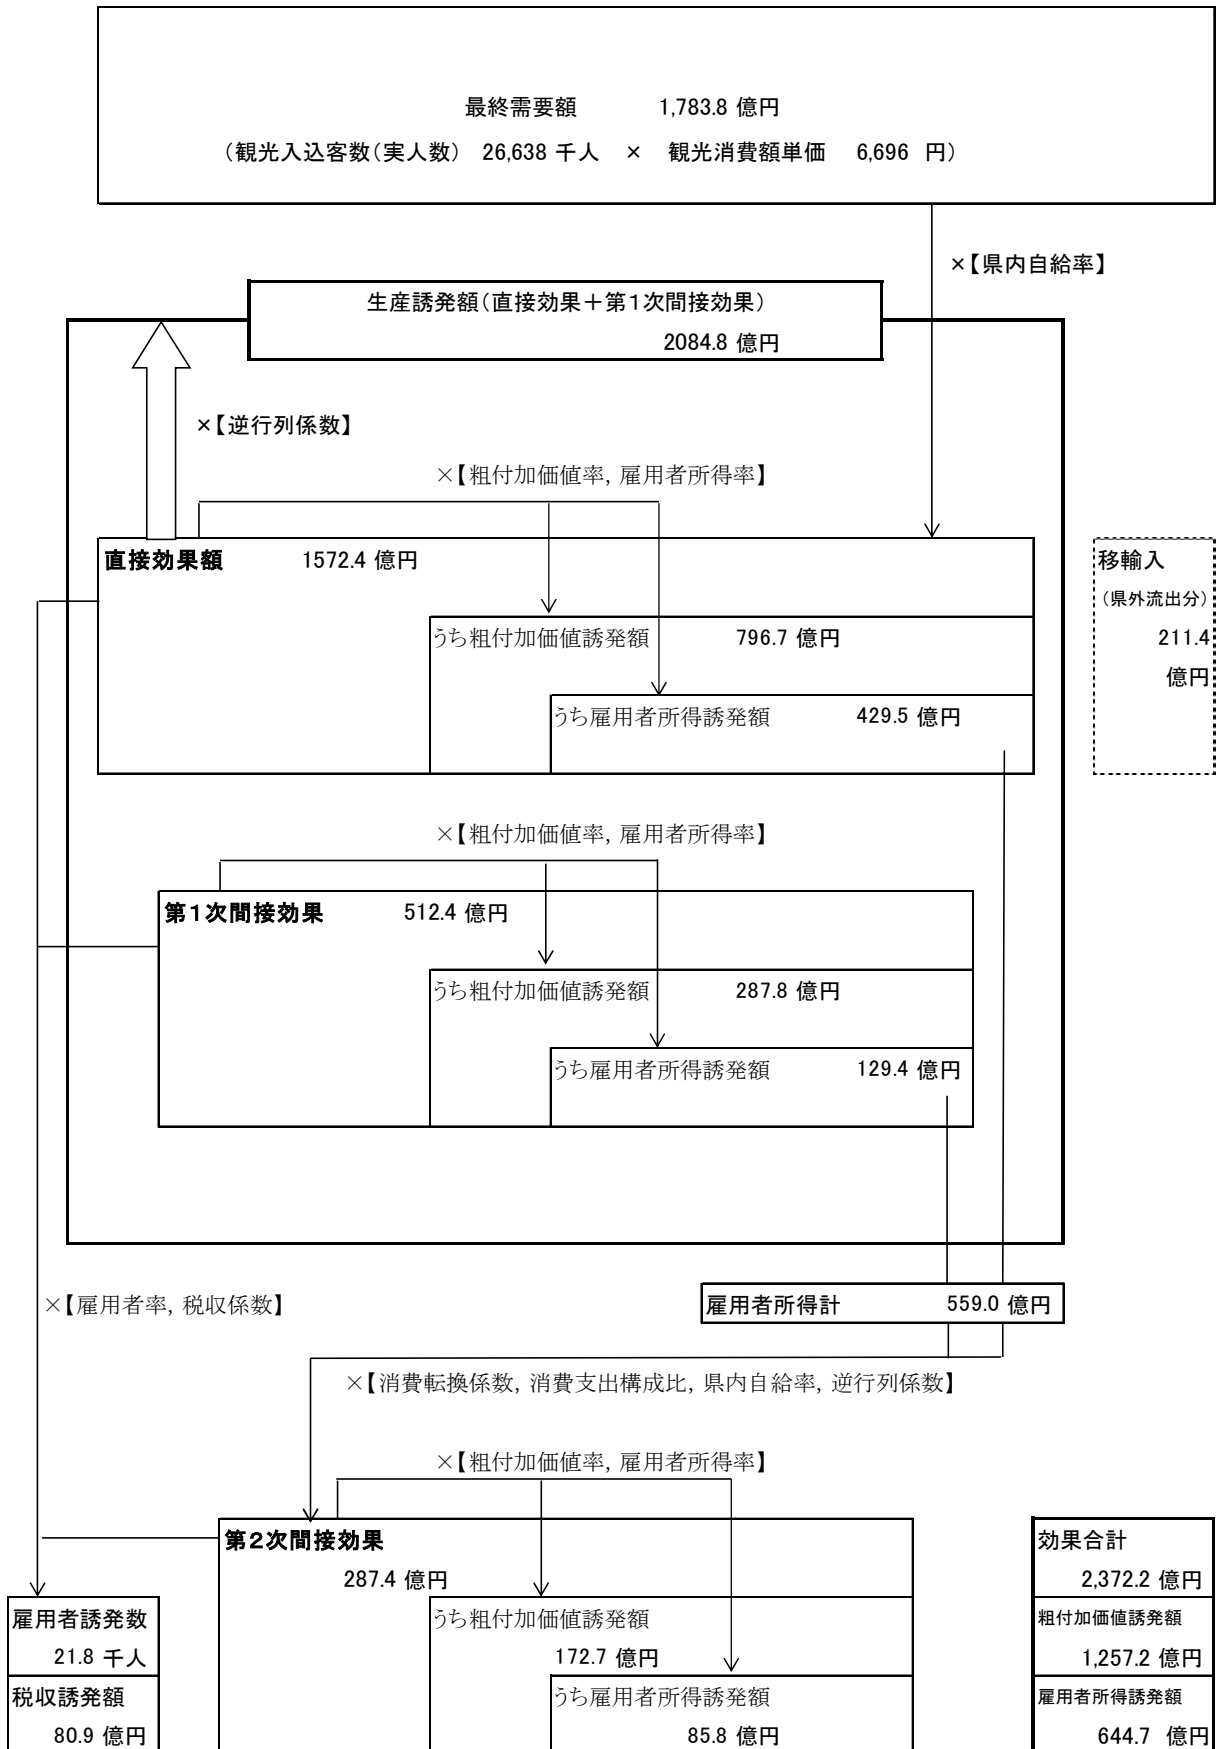 最終需要額 1,783.8 億円
（観光入込客数（実人数） 26,638 千人 × 観光消費額単価 6,696 円）
×【県内自給率】
生産誘発額（直接効果＋第１次間接効果）
2084.8 億円
×【逆行列係数】
×【粗付加価値率，雇用者所得率】
直接効果額 1572.4 億円
うち粗付加価値誘発額 796.7 億円
うち雇用者所得誘発額 429.5 億円
移輸入
（県外流出分）
211.4
億円
×【粗付加価値率，雇用者所得率】
第１次間接効果 512.4 億円
うち粗付加価値誘発額 287.8 億円
うち雇用者所得誘発額 129.4 億円
×【雇用者率，税収係数】
雇用者所得計 559.0 億円
×【消費転換係数，消費支出構成比，県内自給率，逆行列係数】
×【粗付加価値率，雇用者所得率】
第２次間接効果
287.4 億円
うち粗付加価値誘発額
172.7 億円
うち雇用者所得誘発額
85.8 億円
雇用者誘発数
21.8 千人
税収誘発額
80.9 億円
効果合計
2,372.2 億円
粗付加価値誘発額
1,257.2 億円
雇用者所得誘発額
644.7 億円